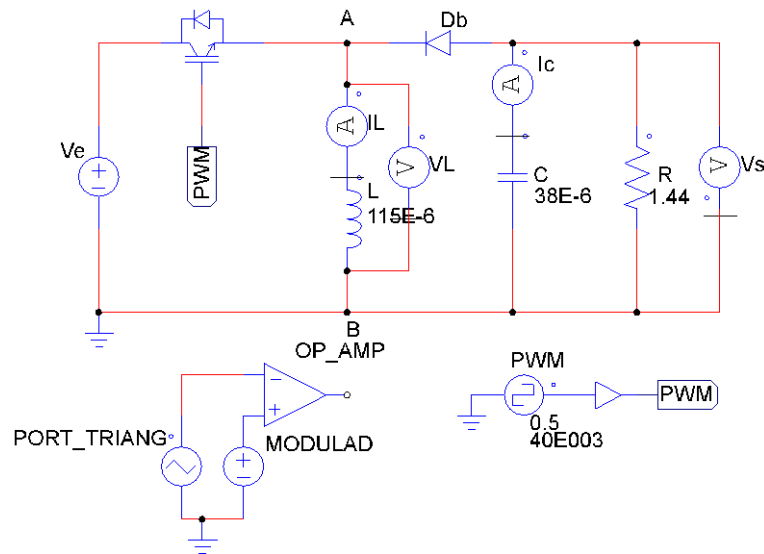 A
Db
Ic
A
A
IL
V
VL
Ve
PWM
L
115E-6
C
38E-6
R
1.44
V
Vs
B
OP_AMP
PORT_TRIANG
MODULAD
PWM
0.5
40E003
PWM